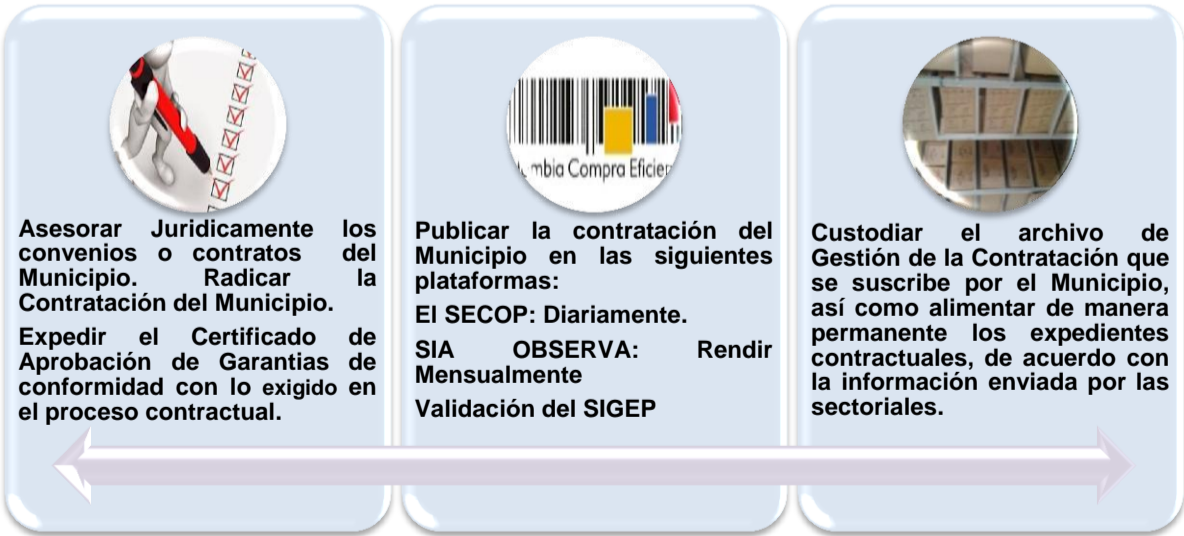 Asesorar Juridicamente los
convenios o contratos del
Municipio. Radicar la
Contratación del Municipio.
Expedir el Certificado de
Aprobación de Garantias de
conformidad con lo exigido en
el proceso contractual.
mbia Compra Eficien
Publicar la contratación del
Municipio en las siguientes
plataformas:
El SECOP: Diariamente.
SIA OBSERVA: Rendir
Mensualmente
Validación del SIGEP
Custodiar el archivo de
Gestión de la Contratación que
se suscribe por el Municipio,
así como alimentar de manera
permanente los expedientes
contractuales, de acuerdo con
la información enviada por las
sectoriales.